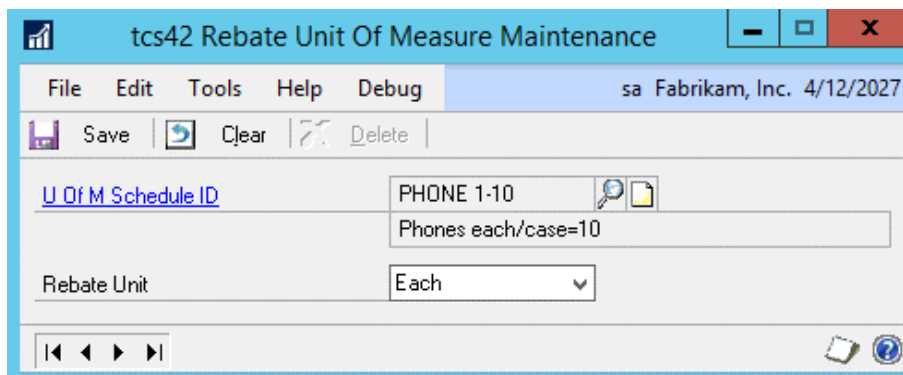 tcs42 Rebate Unit Of Measure Maintenance
File Edit Tools Help Debug sa Fabrikam, Inc. 4/12/2027
Save Clear Delete
U Of M Schedule ID PHONE 1-10
Phones each/case=10
Rebate Unit Each